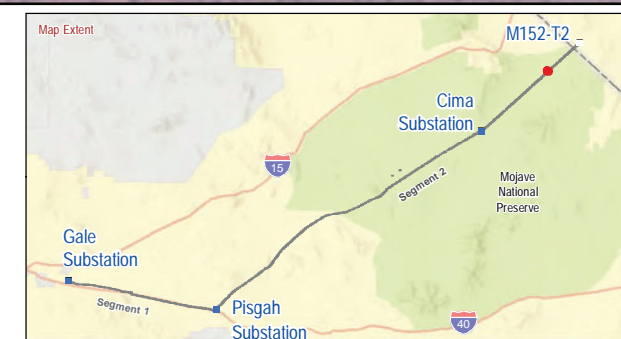 Map Extent
M152-T2
Cima
Substation
15
Segment 2
Mojave
National
Preserve
Gale
Substation
Segment 1
Pisgah
Substation
40